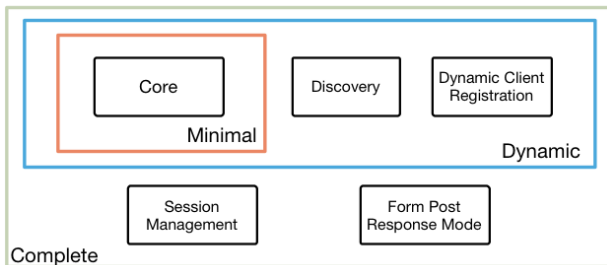 Core
Discovery
Dynamic Client
Registration
Minimal
Dynamic
Session
Management
Form Post
Response Mode
Complete